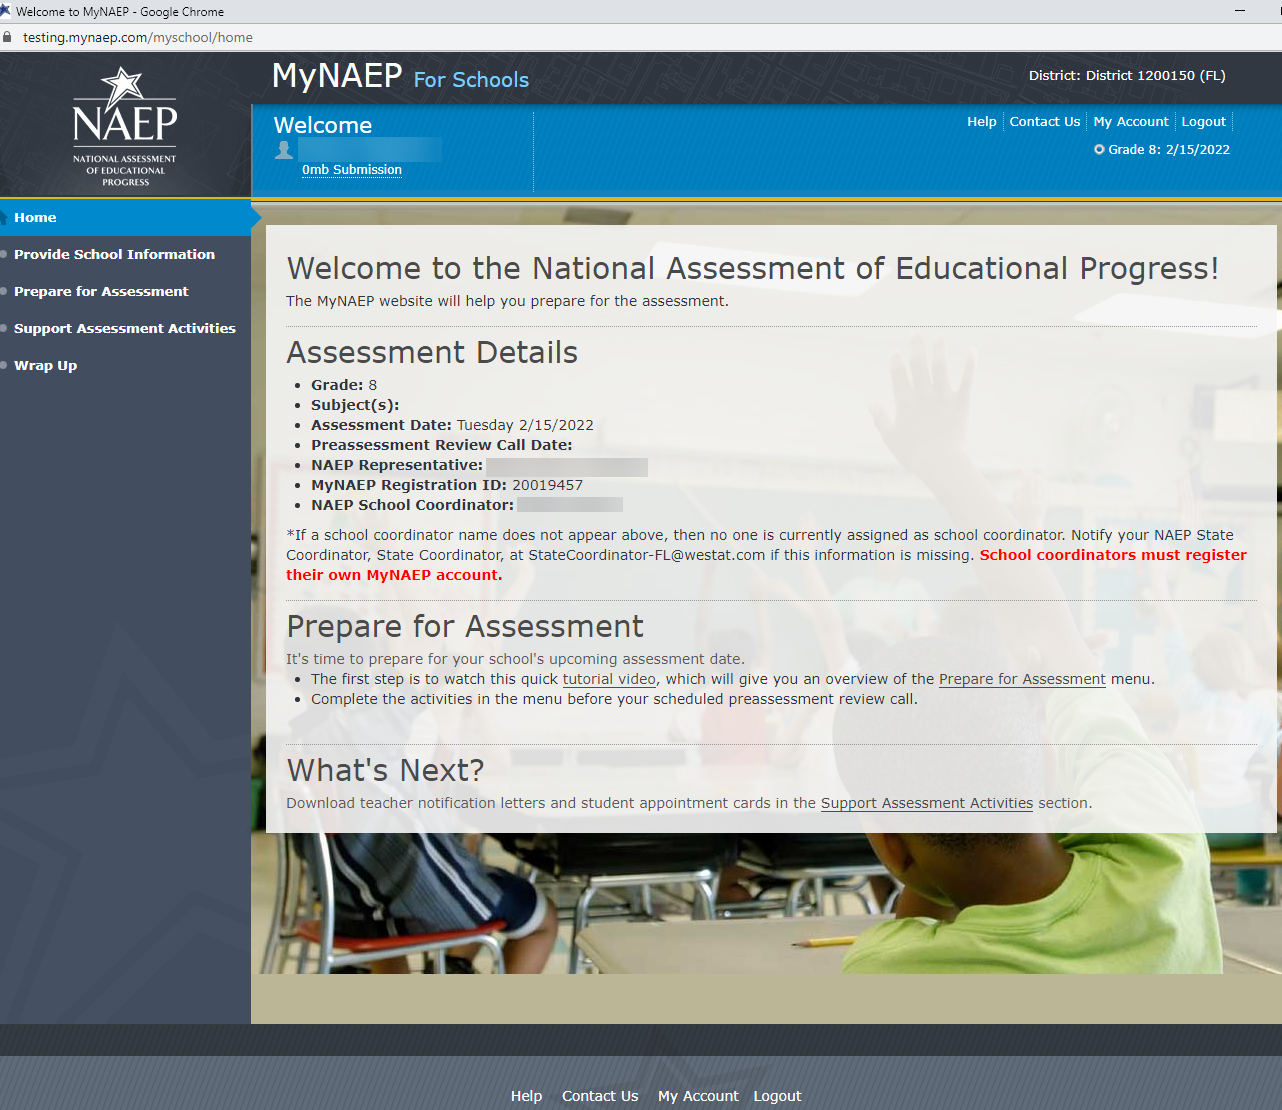 Welcome to MyNAEP - Google Chrome
testing.mynaep.com/myschool/home
NAEP
NATIONAL ASSESSMENT
OF EDUCATIONAL
PROGRESS
MyNAEP For Schools
District: District 1200150 (FL)
Welcome
0mb Submission
Help
Contact Us
My Account
Logout
Grade 8: 2/15/2022
Home
Provide School Information
Prepare for Assessment
Support Assessment Activities
Wrap Up
Welcome to the National Assessment of Educational Progress!
The MyNAEP website will help you prepare for the assessment.
Assessment Details
• Grade: 8
• Subject(s):
• Assessment Date: Tuesday 2/15/2022
• Preassessment Review Call Date:
• NAEP Representative:
• MyNAEP Registration ID: 20019457
• NAEP School Coordinator:
*If a school coordinator name does not appear above, then no one is currently assigned as school coordinator. Notify your NAEP State
Coordinator, State Coordinator, at StateCoordinator-FL@westat.com if this information is missing. School coordinators must register
their own MyNAEP account.
Prepare for Assessment
It's time to prepare for your school's upcoming assessment date.
• The first step is to watch this quick tutorial video, which will give you an overview of the Prepare for Assessment menu.
• Complete the activities in the menu before your scheduled preassessment review call.
What's Next?
Download teacher notification letters and student appointment cards in the Support Assessment Activities section.
Help
Contact Us
My Account
Logout